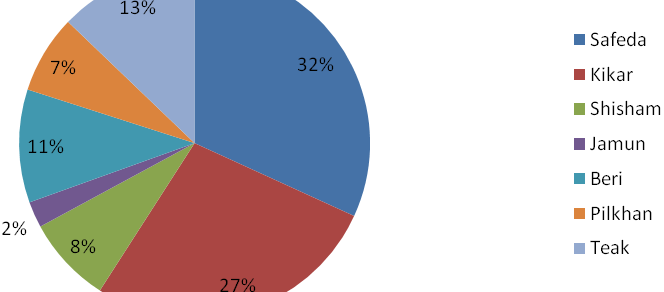 13%
32%
7%
11%
2%
8%
27%
Safeda
Kikar
Shisham
Jamun
Beri
Pilkhan
Teak